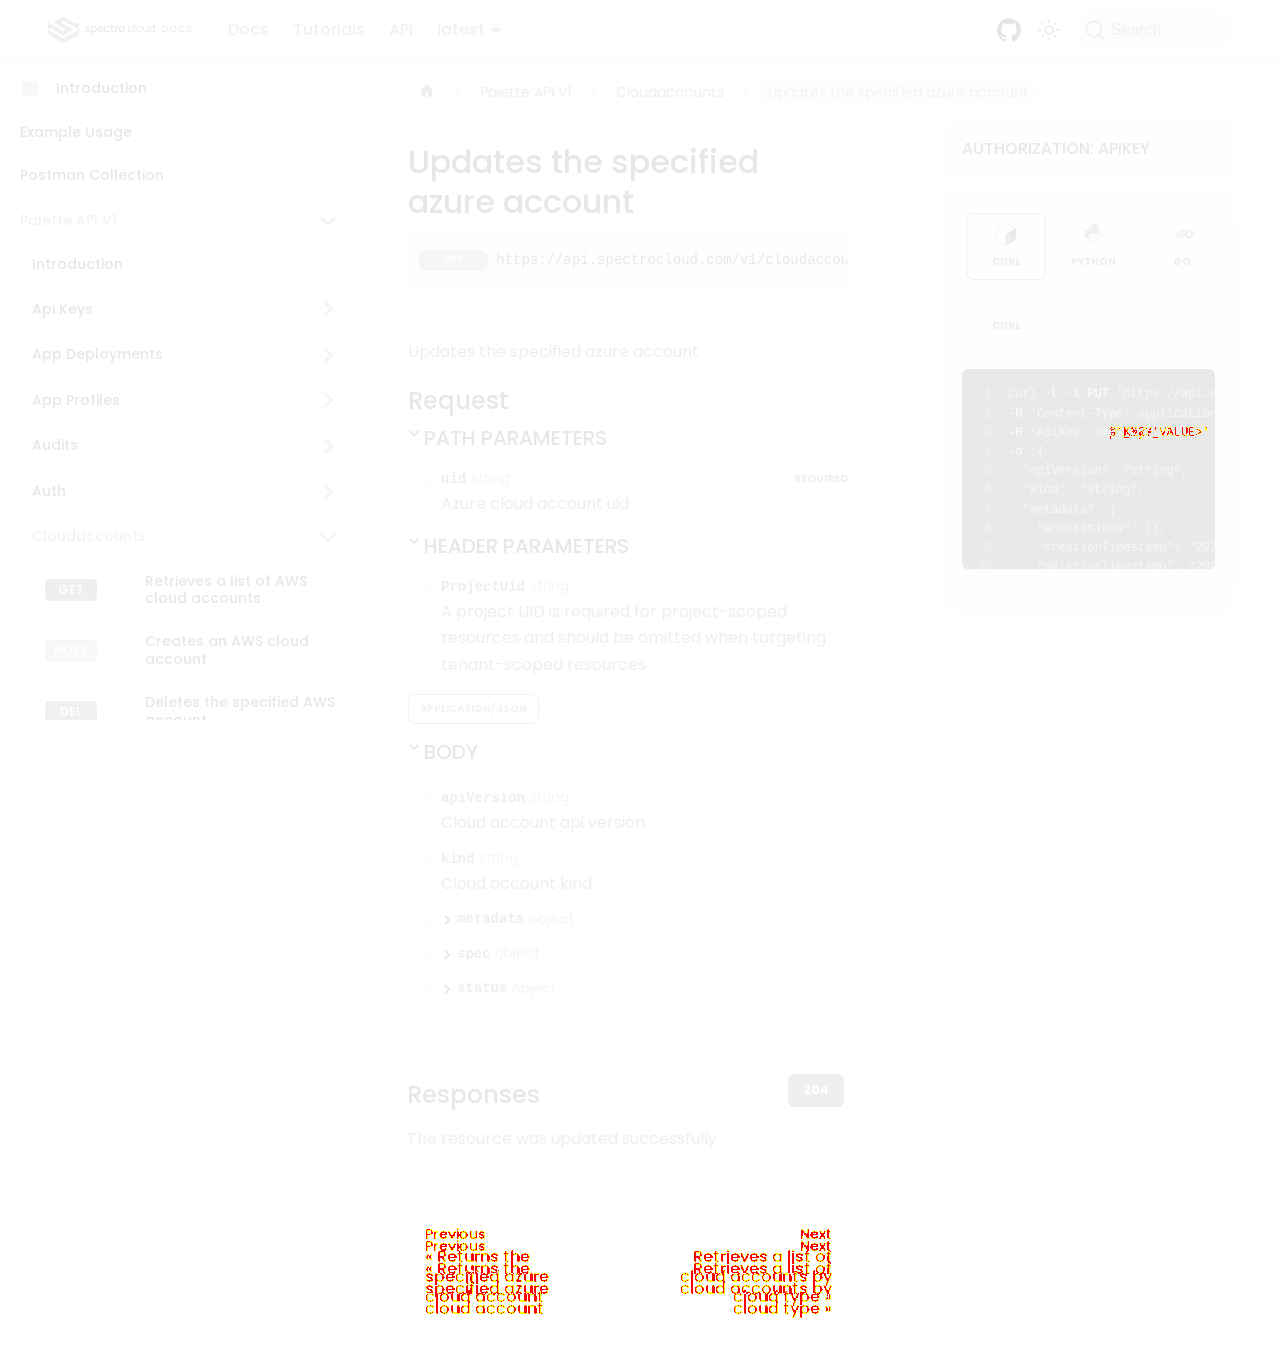 spectro cloud DOCS Docs Tutorials API latest Search
Introduction
Example Usage
Postman Collection
Palette API V1
Introduction
Api Keys
App Deployments
App Profiles
Audits
Auth
Cloudaccounts
GET Retrieves a list of AWS
cloud accounts
POST Creates an AWS cloud
account
DEL Deletes the specified AWS
account
Palette API V1 Cloudaccounts Updates the specified azure account
Updates the specified
azure account
PUT https://api.spectrocloud.com/v1/cloudaccou
Updates the specified azure account
Request
PATH PARAMETERS
uid string REQUIRED
Azure cloud account uid
HEADER PARAMETERS
ProjectUid string
A project UID is required for project-scoped
resources and should be omitted when targeting
tenant-scoped resources
APPLICATION/JSON
BODY
apiVersion string
Cloud account api version
kind string
Cloud account kind
metadata object
spec object
status object
Responses 204
The resource was updated successfully
Previous
« Returns the
specified azure
cloud account
Next
Retrieves a list of
cloud accounts by
cloud type »
AUTHORIZATION: APIKEY
CURL PYTHON GO
CURL
1 curl -L -X PUT 'https://api.s
2 -H 'Content-Type: application
3 -H 'ApiKey: <A
4 -d '{
5 "apiVersion": "string",
6 "kind": "string",
7 "metadata": {
8 "annotations": {},
9 "creationTimestamp": "202
10 "deletionTimestamp": "202